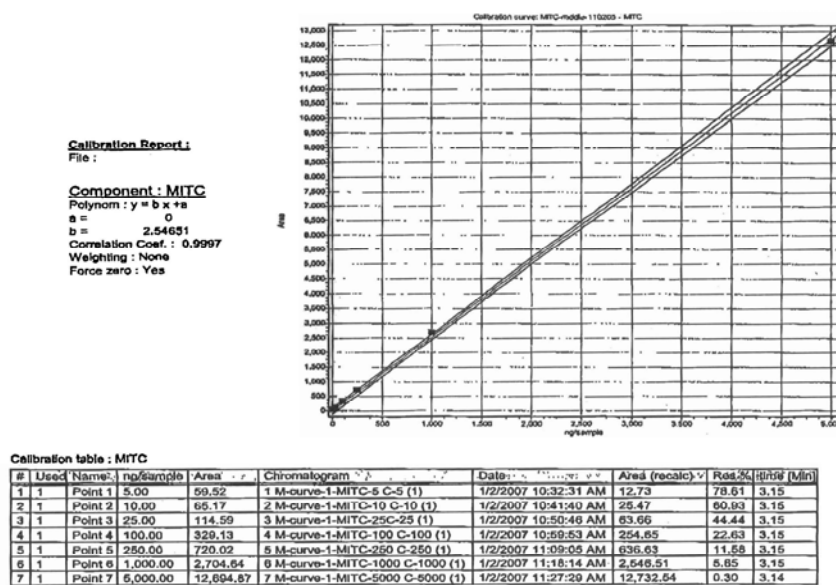 Calibration curve: MITC-middle-110203 - MITC
Calibration Report :
File :
Component : MITC
Polynom : y = b x +a
a = 0
b = 2.54651
Correlation Coef. : 0.9997
Weighting : None
Force zero : Yes
Area
13,000
12,500
12,000
11,500
11,000
10,500
10,000
9,500
9,000
8,500
8,000
7,500
7,000
6,500
6,000
5,500
5,000
4,500
4,000
3,500
3,000
2,500
2,000
1,500
1,000
500
0
0 500 1,000 1,500 2,000 2,500 3,000 3,500 4,000 4,500 5,000
ng/sample
Calibration table : MITC
# Used Name ng/sample Area Chromatogram Date Area (recalc) Res-% time (Min)
1 1 Point 1 5.00 59.52 1 M-curve-1-MITC-5 C-5 (1) 1/2/2007 10:32:31 AM 12.73 78.61 3.15
2 1 Point 2 10.00 65.17 2 M-curve-1-MITC-10 C-10 (1) 1/2/2007 10:41:40 AM 25.47 60.93 3.15
3 1 Point 3 25.00 114.59 3 M-curve-1-MITC-25C-25 (1) 1/2/2007 10:50:46 AM 63.66 44.44 3.15
4 1 Point 4 100.00 329.13 4 M-curve-1-MITC-100 C-100 (1) 1/2/2007 10:59:53 AM 254.65 22.63 3.15
5 1 Point 5 250.00 720.02 5 M-curve-1-MITC-250 C-250 (1) 1/2/2007 11:09:05 AM 636.63 11.58 3.15
6 1 Point 6 1,000.00 2,704.64 6 M-curve-1-MITC-1000 C-1000 (1) 1/2/2007 11:18:14 AM 2,546.51 5.85 3.15
7 1 Point 7 5,000.00 12,694.87 7 M-curve-1-MITC-5000 C-5000 (1) 1/2/2007 11:27:29 AM 12,732.54 0.30 3.14